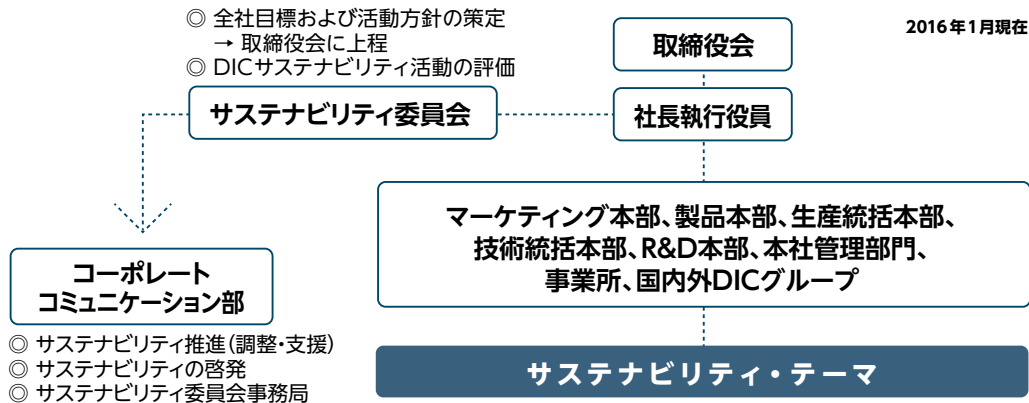 ◎ 全社目標および活動方針の策定
→ 取締役会に上程
◎ DICサステナビリティ活動の評価
2016年1月現在
取締役会
サステナビリティ委員会
社長執行役員
マーケティング本部、製品本部、生産統括本部、
技術統括本部、R&D本部、本社管理部門、
事業所、国内外DICグループ
コーポレート
コミュニケーション部
◎ サステナビリティ推進（調整・支援）
◎ サステナビリティの啓発
◎ サステナビリティ委員会事務局
サステナビリティ・テーマ